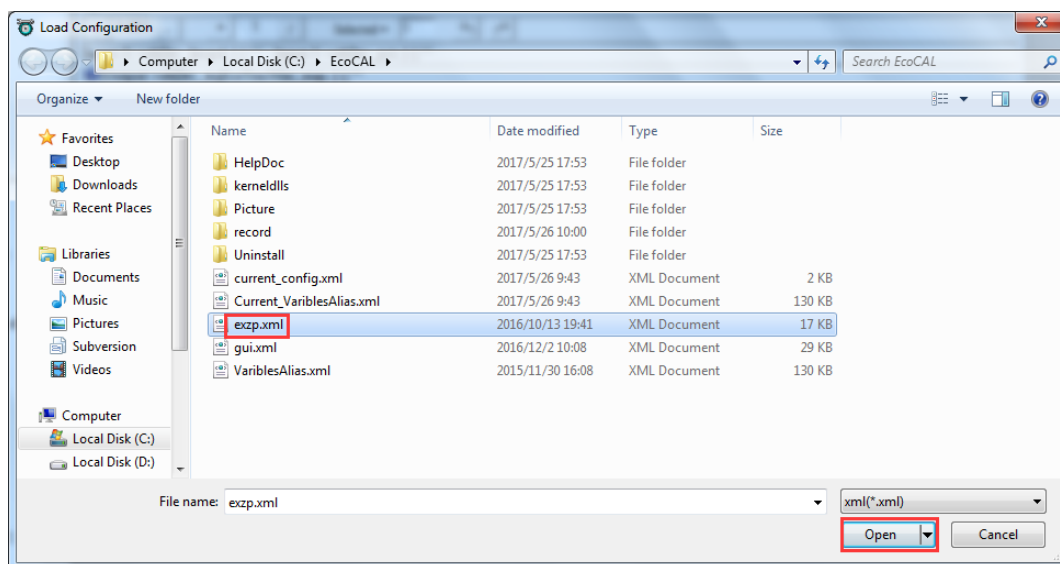 Load Configuration
Computer Local Disk (C:) EcoCAL
Search EcoCAL
Organize New folder
Name Date modified Type Size
Favorites
Desktop
Downloads
Recent Places
Libraries
Documents
Music
Pictures
Subversion
Videos
Computer
Local Disk (C:)
Local Disk (D:)
HelpDoc 2017/5/25 17:53 File folder
kerneldlls 2017/5/25 17:53 File folder
Picture 2017/5/25 17:53 File folder
record 2017/5/26 10:00 File folder
Uninstall 2017/5/25 17:53 File folder
current_config.xml 2017/5/26 9:43 XML Document 2 KB
Current_VariblesAlias.xml 2017/5/26 9:43 XML Document 130 KB
exzp.xml 2016/10/13 19:41 XML Document 17 KB
gui.xml 2016/12/2 10:08 XML Document 29 KB
VariblesAlias.xml 2015/11/30 16:08 XML Document 130 KB
File name: exzp.xml xml(*.xml)
Open Cancel